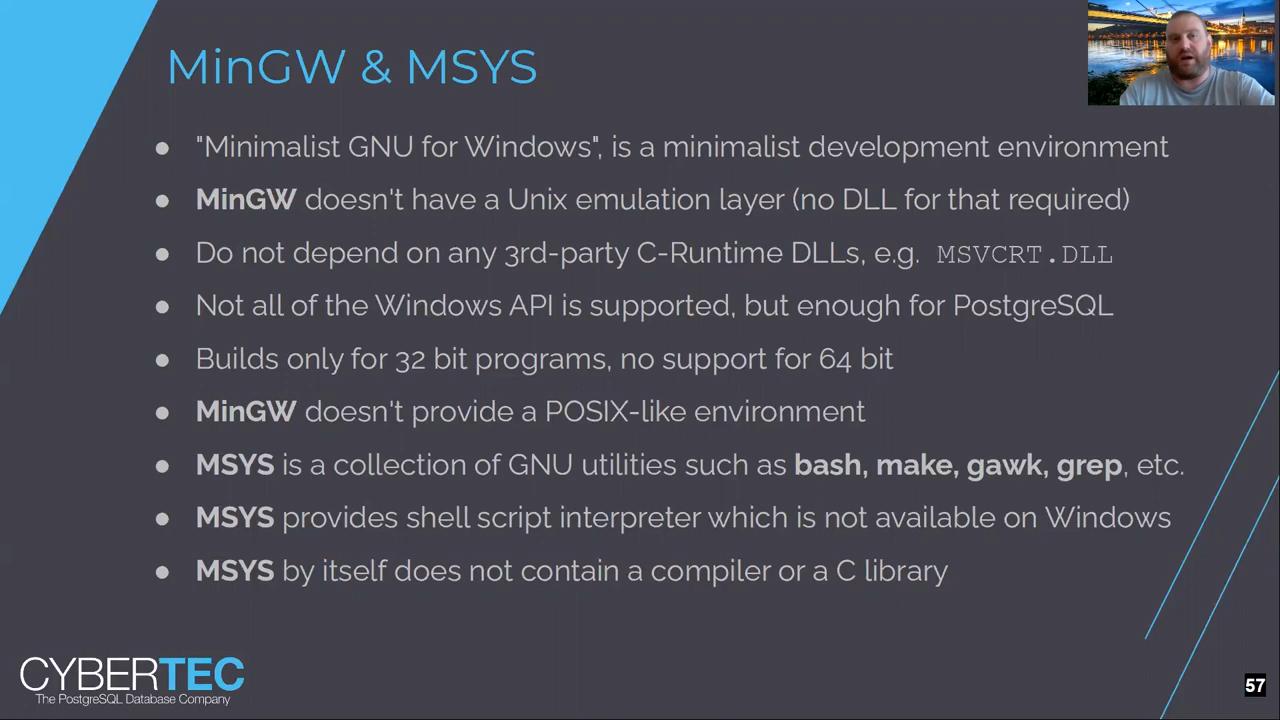 MinGW & MSYS
● "Minimalist GNU for Windows", is a minimalist development environment
● MinGW doesn't have a Unix emulation layer (no DLL for that required)
● Do not depend on any 3rd-party C-Runtime DLLs, e.g. MSVCRT.DLL
● Not all of the Windows API is supported, but enough for PostgreSQL
● Builds only for 32 bit programs, no support for 64 bit
● MinGW doesn't provide a POSIX-like environment
● MSYS is a collection of GNU utilities such as bash, make, gawk, grep, etc.
● MSYS provides shell script interpreter which is not available on Windows
● MSYS by itself does not contain a compiler or a C library
CYBERTEC
The PostgreSQL Database Company
57